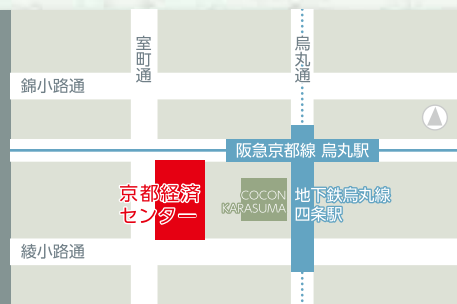 室町通
烏丸通
錦小路通
阪急京都線 烏丸駅
京都経済
センター
COCON
KARASUMA
地下鉄烏丸線
四条駅
綾小路通